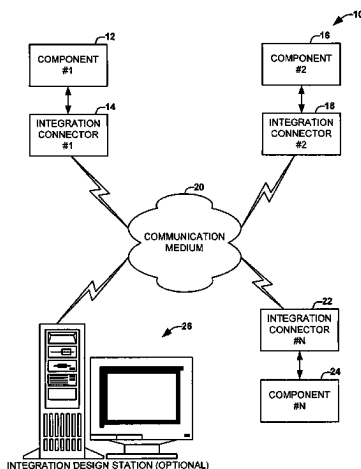 10
12
COMPONENT
#1
14
INTEGRATION
CONNECTOR
#1
16
COMPONENT
#2
18
INTEGRATION
CONNECTOR
#2
20
COMMUNICATION
MEDIUM
22
INTEGRATION
CONNECTOR
#N
24
COMPONENT
#N
26
INTEGRATION DESIGN STATION (OPTIONAL)